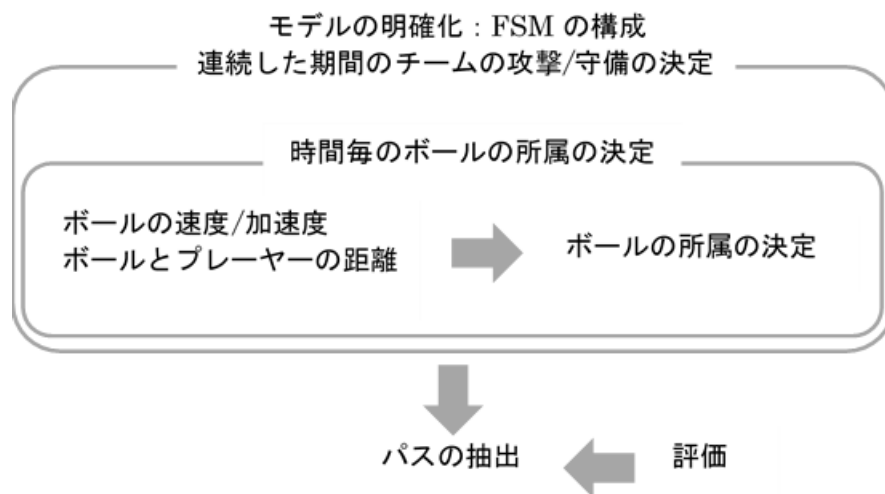 モデルの明確化：FSM の構成
連続した期間のチームの攻撃/守備の決定
時間毎のボールの所属の決定
ボールの速度/加速度
ボールとプレーヤーの距離
ボールの所属の決定
パスの抽出
評価